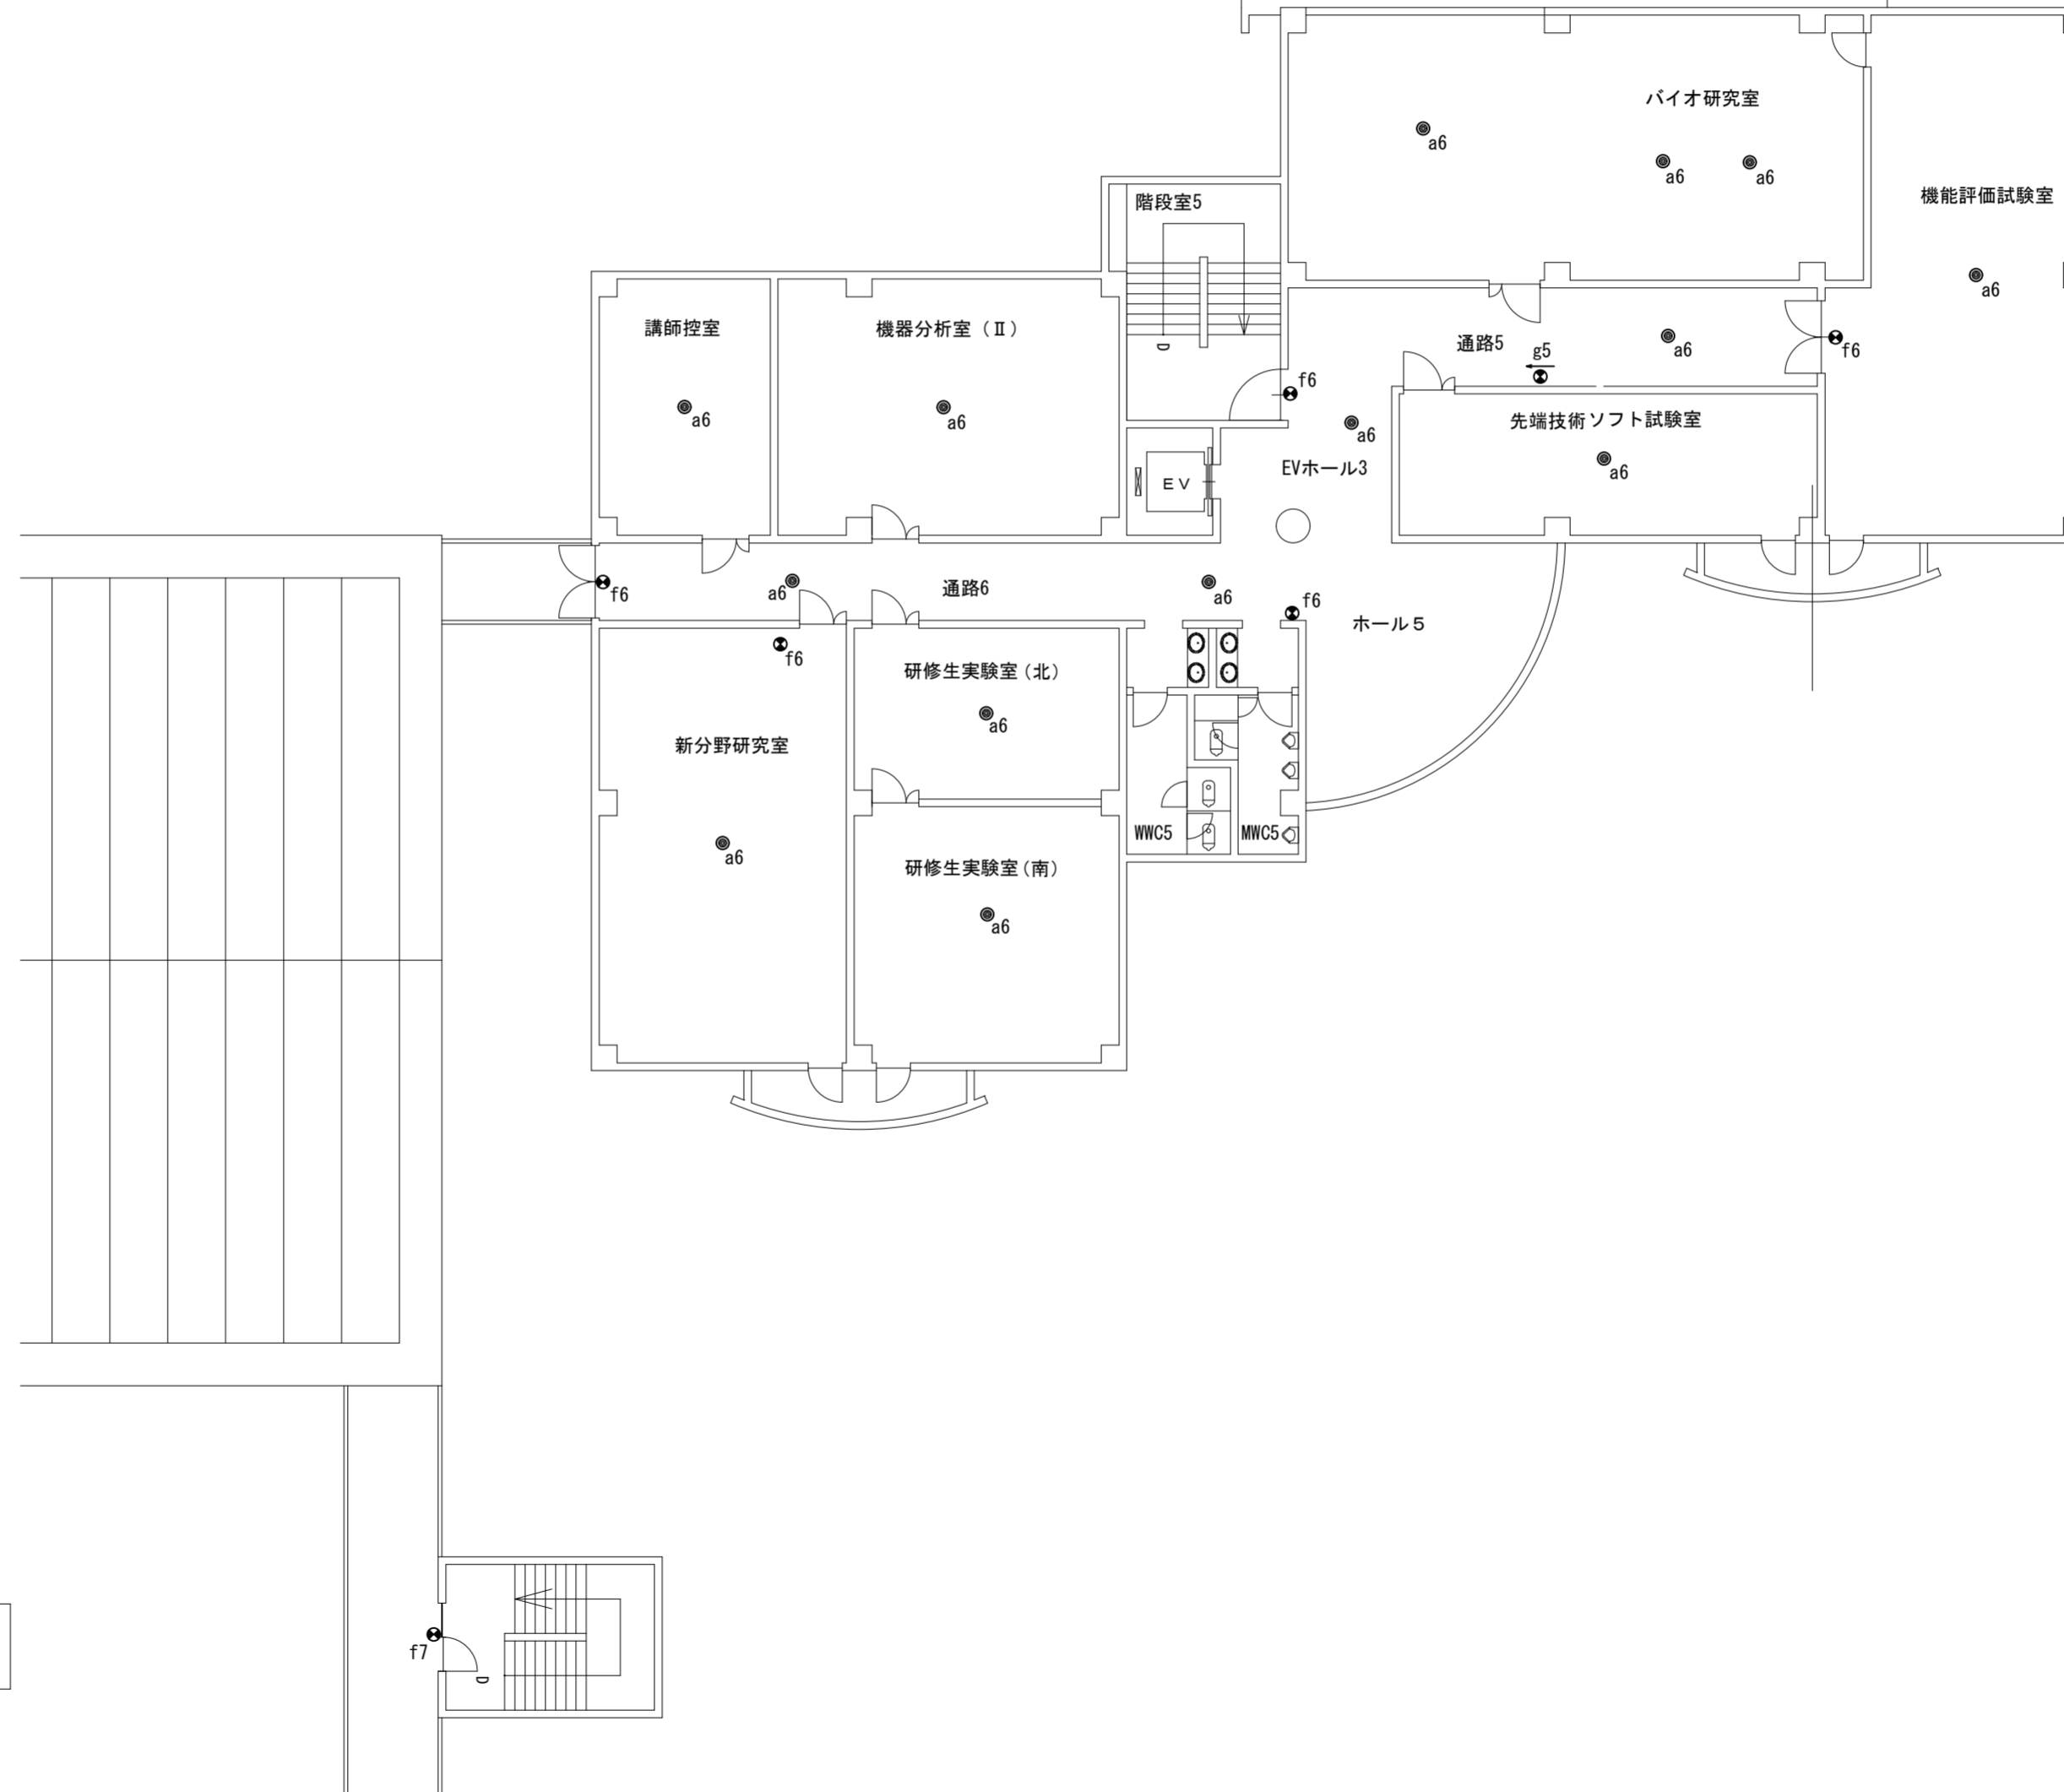 バイオ研究室
a6
a6
a6
機能評価試験室
a6
階段室5
D
講師控室
機器分析室(Ⅱ)
a6
a6
通路5
g5
a6
f6
f6
a6
EVホール3
EV
先端技術ソフト試験室
a6
f6
a6
通路6
a6
f6
ホール5
f6
研修生実験室(北)
a6
新分野研究室
a6
WWC5
MWC5
研修生実験室(南)
a6
f7
D